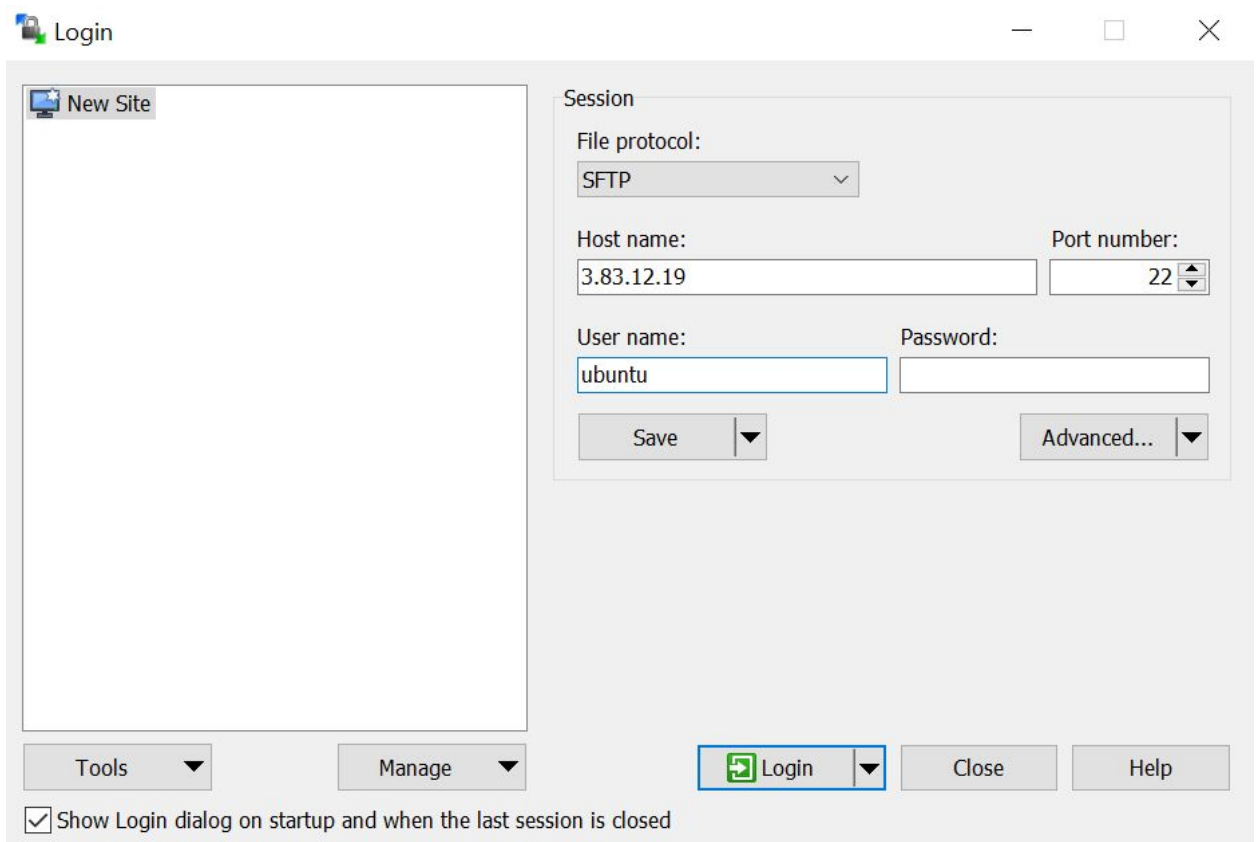 Login
New Site
Session
File protocol:
SFTP
Host name: Port number:
3.83.12.19 22
User name: Password:
ubuntu
Save Advanced...
Tools Manage Login Close Help
Show Login dialog on startup and when the last session is closed